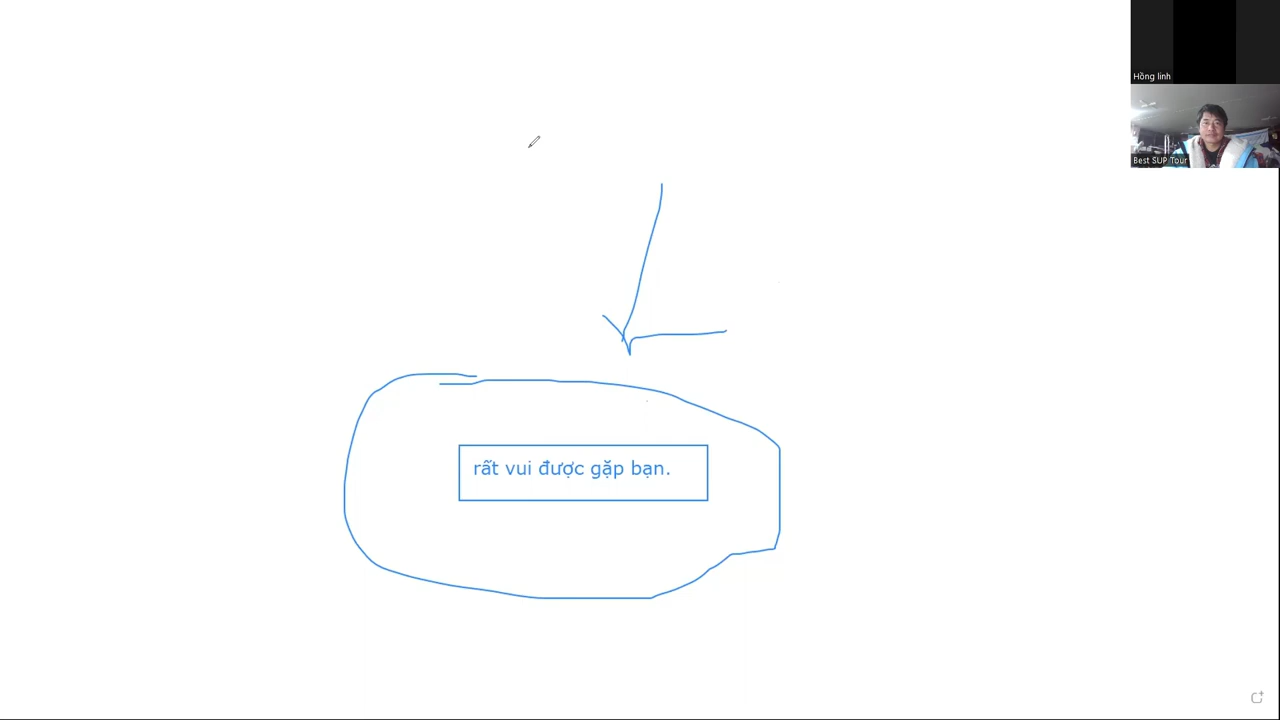 Hồng linh
Best SUP Tour
rất vui được gặp bạn.